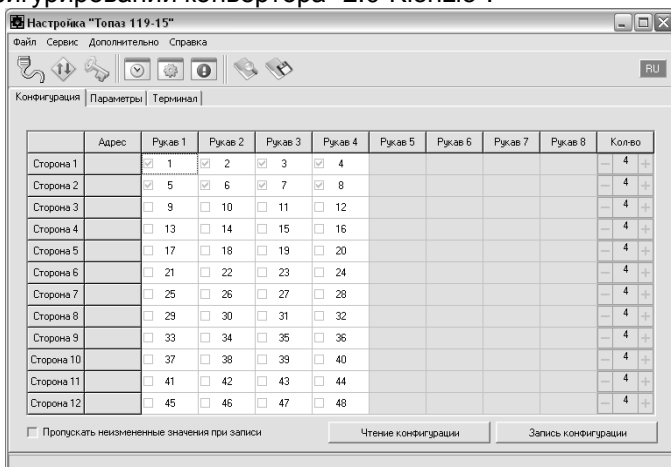 фигурировании конвертора "2.0 Kienzle".
Настройка "Топаз 119-15"
Файл Сервис Дополнительно Справка
RU
Конфигурация Параметры Терминал
Адрес Рукав 1 Рукав 2 Рукав 3 Рукав 4 Рукав 5 Рукав 6 Рукав 7 Рукав 8 Кол-во
Сторона 1 1 2 3 4 − 4 +
Сторона 2 5 6 7 8 − 4 +
Сторона 3 9 10 11 12 − 4 +
Сторона 4 13 14 15 16 − 4 +
Сторона 5 17 18 19 20 − 4 +
Сторона 6 21 22 23 24 − 4 +
Сторона 7 25 26 27 28 − 4 +
Сторона 8 29 30 31 32 − 4 +
Сторона 9 33 34 35 36 − 4 +
Сторона 10 37 38 39 40 − 4 +
Сторона 11 41 42 43 44 − 4 +
Сторона 12 45 46 47 48 − 4 +
Пропускать неизмененные значения при записи Чтение конфигурации Запись конфигурации